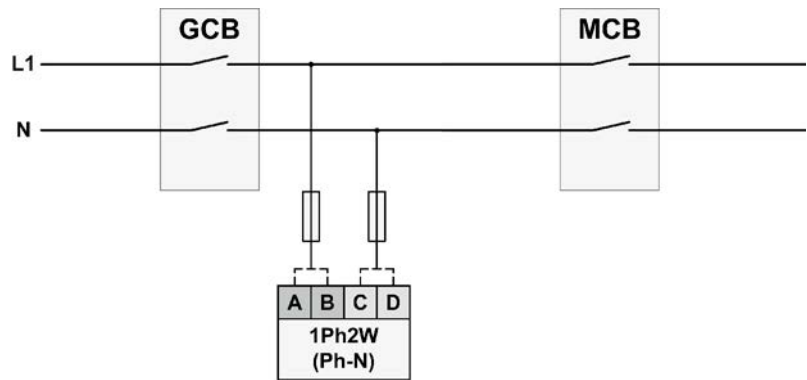 GCB MCB
L1
N
A B C D
1Ph2W
(Ph-N)